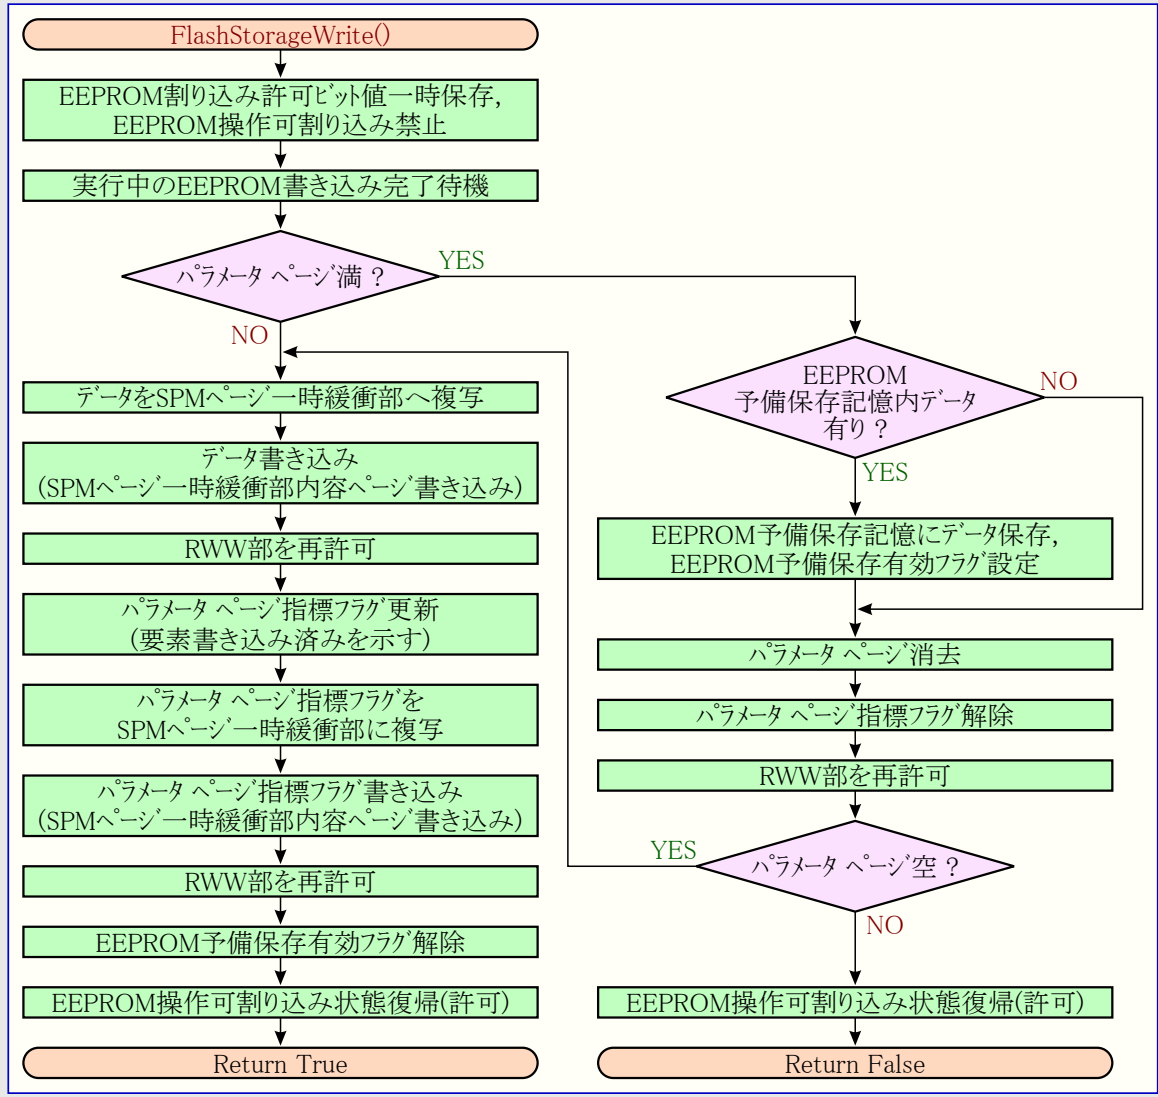 FlashStorageWrite()
EEPROM割り込み許可ﾋﾞｯﾄ値一時保存,
EEPROM操作可割り込み禁止
実行中のEEPROM書き込み完了待機
ﾊﾟﾗﾒｰﾀ ﾍﾟｰｼﾞ満 ?
YES
NO
ﾃﾞｰﾀをSPMﾍﾟｰｼﾞ一時緩衝部へ複写
ﾃﾞｰﾀ書き込み
(SPMﾍﾟｰｼﾞ一時緩衝部内容ﾍﾟｰｼﾞ書き込み)
RWW部を再許可
ﾊﾟﾗﾒｰﾀ ﾍﾟｰｼﾞ指標ﾌﾗｸﾞ更新
(要素書き込み済みを示す)
ﾊﾟﾗﾒｰﾀ ﾍﾟｰｼﾞ指標ﾌﾗｸﾞを
SPMﾍﾟｰｼﾞ一時緩衝部に複写
ﾊﾟﾗﾒｰﾀ ﾍﾟｰｼﾞ指標ﾌﾗｸﾞ書き込み
(SPMﾍﾟｰｼﾞ一時緩衝部内容ﾍﾟｰｼﾞ書き込み)
RWW部を再許可
EEPROM予備保存有効ﾌﾗｸﾞ解除
EEPROM操作可割り込み状態復帰(許可)
Return True
EEPROM
予備保存記憶内ﾃﾞｰﾀ
有り ?
NO
YES
EEPROM予備保存記憶にﾃﾞｰﾀ保存,
EEPROM予備保存有効ﾌﾗｸﾞ設定
ﾊﾟﾗﾒｰﾀ ﾍﾟｰｼﾞ消去
ﾊﾟﾗﾒｰﾀ ﾍﾟｰｼﾞ指標ﾌﾗｸﾞ解除
RWW部を再許可
YES
ﾊﾟﾗﾒｰﾀ ﾍﾟｰｼﾞ空 ?
NO
EEPROM操作可割り込み状態復帰(許可)
Return False